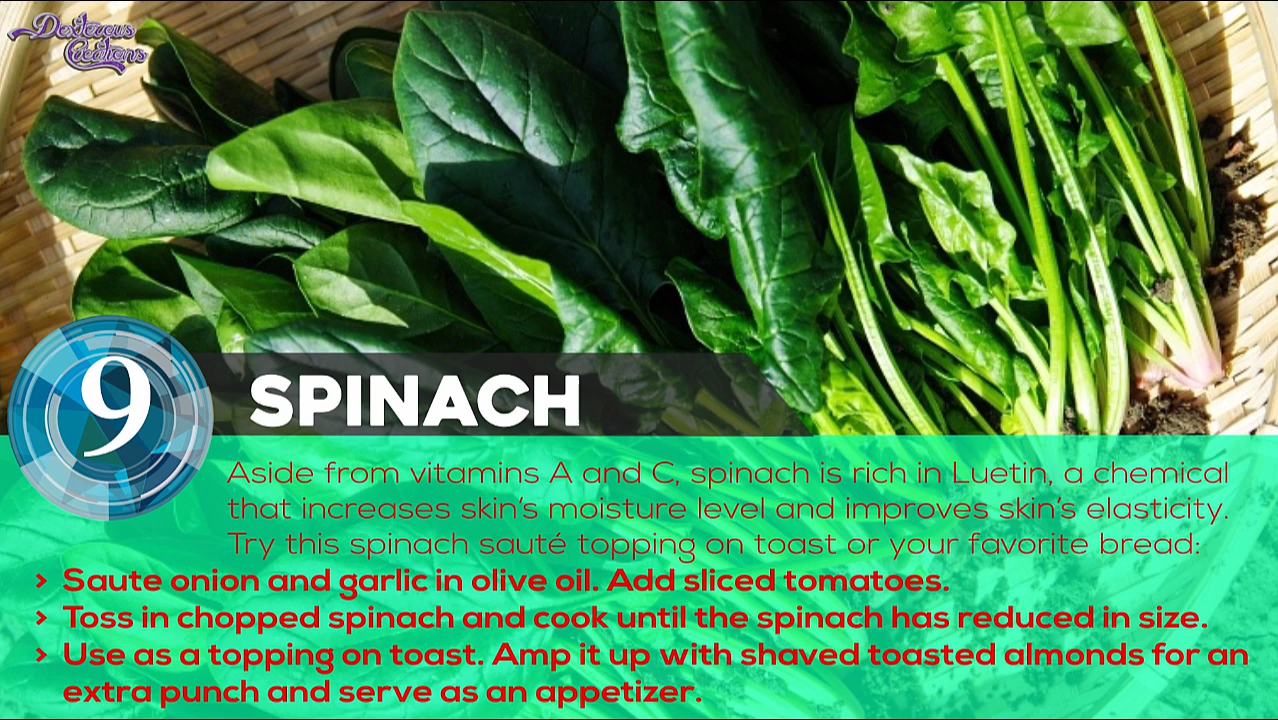 Dexterous
Creations
9
SPINACH
Aside from vitamins A and C, spinach is rich in Luetin, a chemical
that increases skin's moisture level and improves skin's elasticity.
Try this spinach sauté topping on toast or your favorite bread:
› Saute onion and garlic in olive oil. Add sliced tomatoes.
› Toss in chopped spinach and cook until the spinach has reduced in size.
› Use as a topping on toast. Amp it up with shaved toasted almonds for an
extra punch and serve as an appetizer.